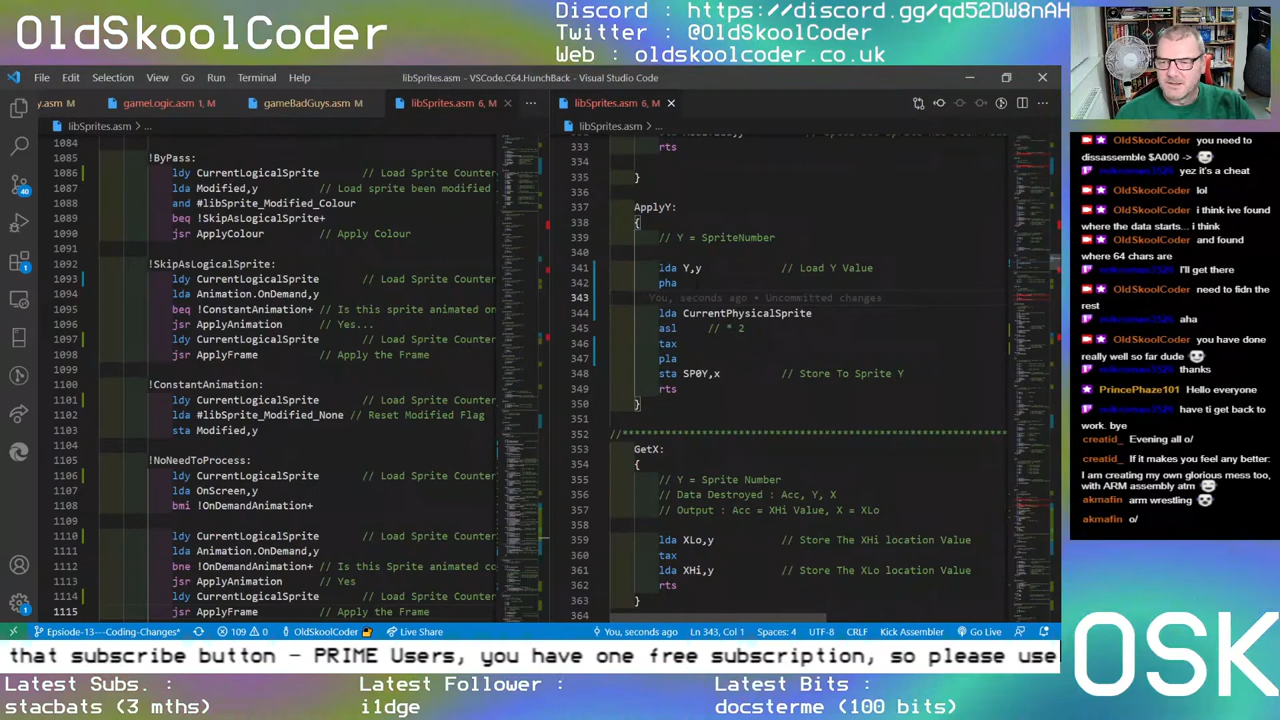 OldSkoolCoder
Discord : https://discord.gg/qd52DW8nAH
Twitter : @OldSkoolCoder
Web : oldskoolcoder.co.uk
File Edit Selection View Go Run Terminal Help
libSprites.asm - VSCode.C64.HunchBack - Visual Studio Code
y.asm M gameLogic.asm 1, M gameBadGuys.asm M libSprites.asm 6, M
libSprites.asm > ...
1084
1085 !ByPass:
1086 ldy CurrentLogicalSprite // Load Sprite Counter
1087 lda Modified,y // Load sprite been modified
1088 and #libSprite_Modified_Colour
1089 beq !SkipAsLogicalSprite+
1090 jsr ApplyColour // Apply Colour
1091
1092 !SkipAsLogicalSprite:
1093 ldy CurrentLogicalSprite // Load Sprite Counter
1094 lda Animation.OnDemand,y
1095 beq !ConstantAnimation+ // Is this sprite animated on
1096 jsr ApplyAnimation // Yes...
1097 ldy CurrentLogicalSprite // Load Sprite Counter
1098 jsr ApplyFrame // Apply the Frame
1099
1100 !ConstantAnimation:
1101 ldy CurrentLogicalSprite // Load Sprite Counter
1102 lda #libSprite_Modified_None // Reset Modified Flag
1103 sta Modified,y
1104
1105 !NoNeedToProcess:
1106 ldy CurrentLogicalSprite // Load Sprite Counter
1107 lda OnScreen,y
1108 bmi !OnDemandAnimation+
1109
1110 ldy CurrentLogicalSprite // Load Sprite Counter
1111 lda Animation.OnDemand,y
1112 bne !OnDemandAnimation+ // Is this Sprite animated co
1113 jsr ApplyAnimation // Yes
1114 ldy CurrentLogicalSprite // Load Sprite Counter
1115 jsr ApplyFrame // Apply the Frame
libSprites.asm 6, M
libSprites.asm > ...
333 rts
334
335 }
336
337 ApplyY:
338 {
339 // Y = SpriteNumber
340
341 lda Y,y // Load Y Value
342 pha
343 You, seconds ago • Uncommitted changes
344 lda CurrentPhysicalSprite
345 asl // * 2
346 tax
347 pla
348 sta SP0Y,x // Store To Sprite Y
349 rts
350 }
351
352 //**************************************************
353 GetX:
354 {
355 // Y = Sprite Number
356 // Data Destroyed : Acc, Y, X
357 // Output : Acc = XHi Value, X = XLo
358
359 lda XLo,y // Store The XHi location Value
360 tax
361 lda XHi,y // Store The XLo location Value
362 rts
363 }
364
Epsiode-13---Coding-Changes* 109 0 OldSkoolCoder Live Share You, seconds ago Ln 343, Col 1 Spaces: 4 UTF-8 CRLF Kick Assembler Go Live
OldSkoolCoder you need to
dissassemble $A000 ->
yez it's a cheat
OldSkoolCoder lol
OldSkoolCoder i think ive found
where the data starts... i think
OldSkoolCoder and found
where 64 chars are
I'll get there
OldSkoolCoder need to fidn the
rest
aha
OldSkoolCoder you have done
really well so far dude
thanks
PrincePhaze101 Hello everyone
have ti get back to
work. bye
creatid_ Evening all o/
creatid_ If it makes you feel any better:
I am creating my own glorious mess too,
with ARM assembly atm
akmafin arm wrestling
akmafin o/
that subscribe button - PRIME Users, you have one free subscription, so please use
Latest Subs. :
stacbats (3 mths)
Latest Follower :
i1dge
Latest Bits :
docsterme (100 bits)
OSK